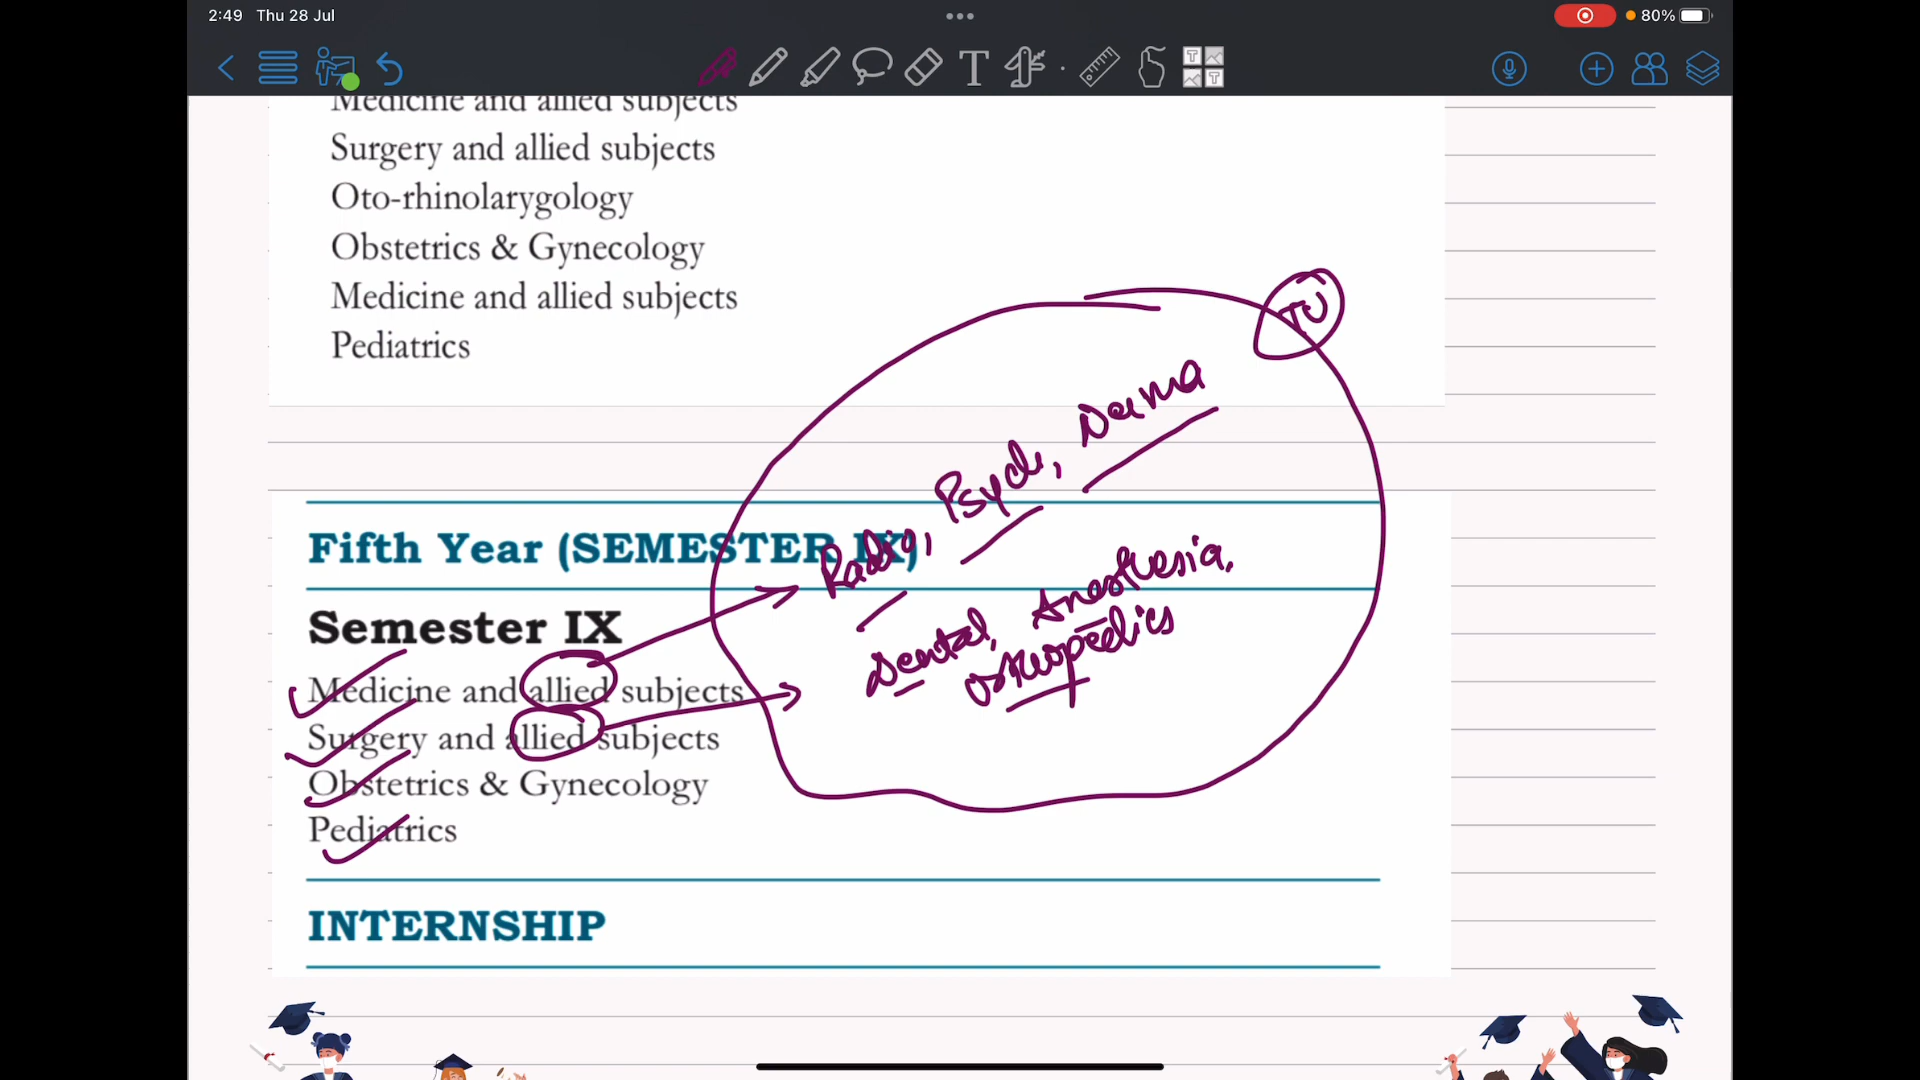 2:49 Thu 28 Jul
80%
Medicine and allied subjects
Surgery and allied subjects
Oto-rhinolarygology
Obstetrics & Gynecology
Medicine and allied subjects
Pediatrics
TU
Radio, Psych, Derma
Fifth Year (SEMESTER IX)
Dental, Anesthesia,
Orthopedics
Semester IX
Medicine and allied subjects
Surgery and allied subjects
Obstetrics & Gynecology
Pediatrics
INTERNSHIP